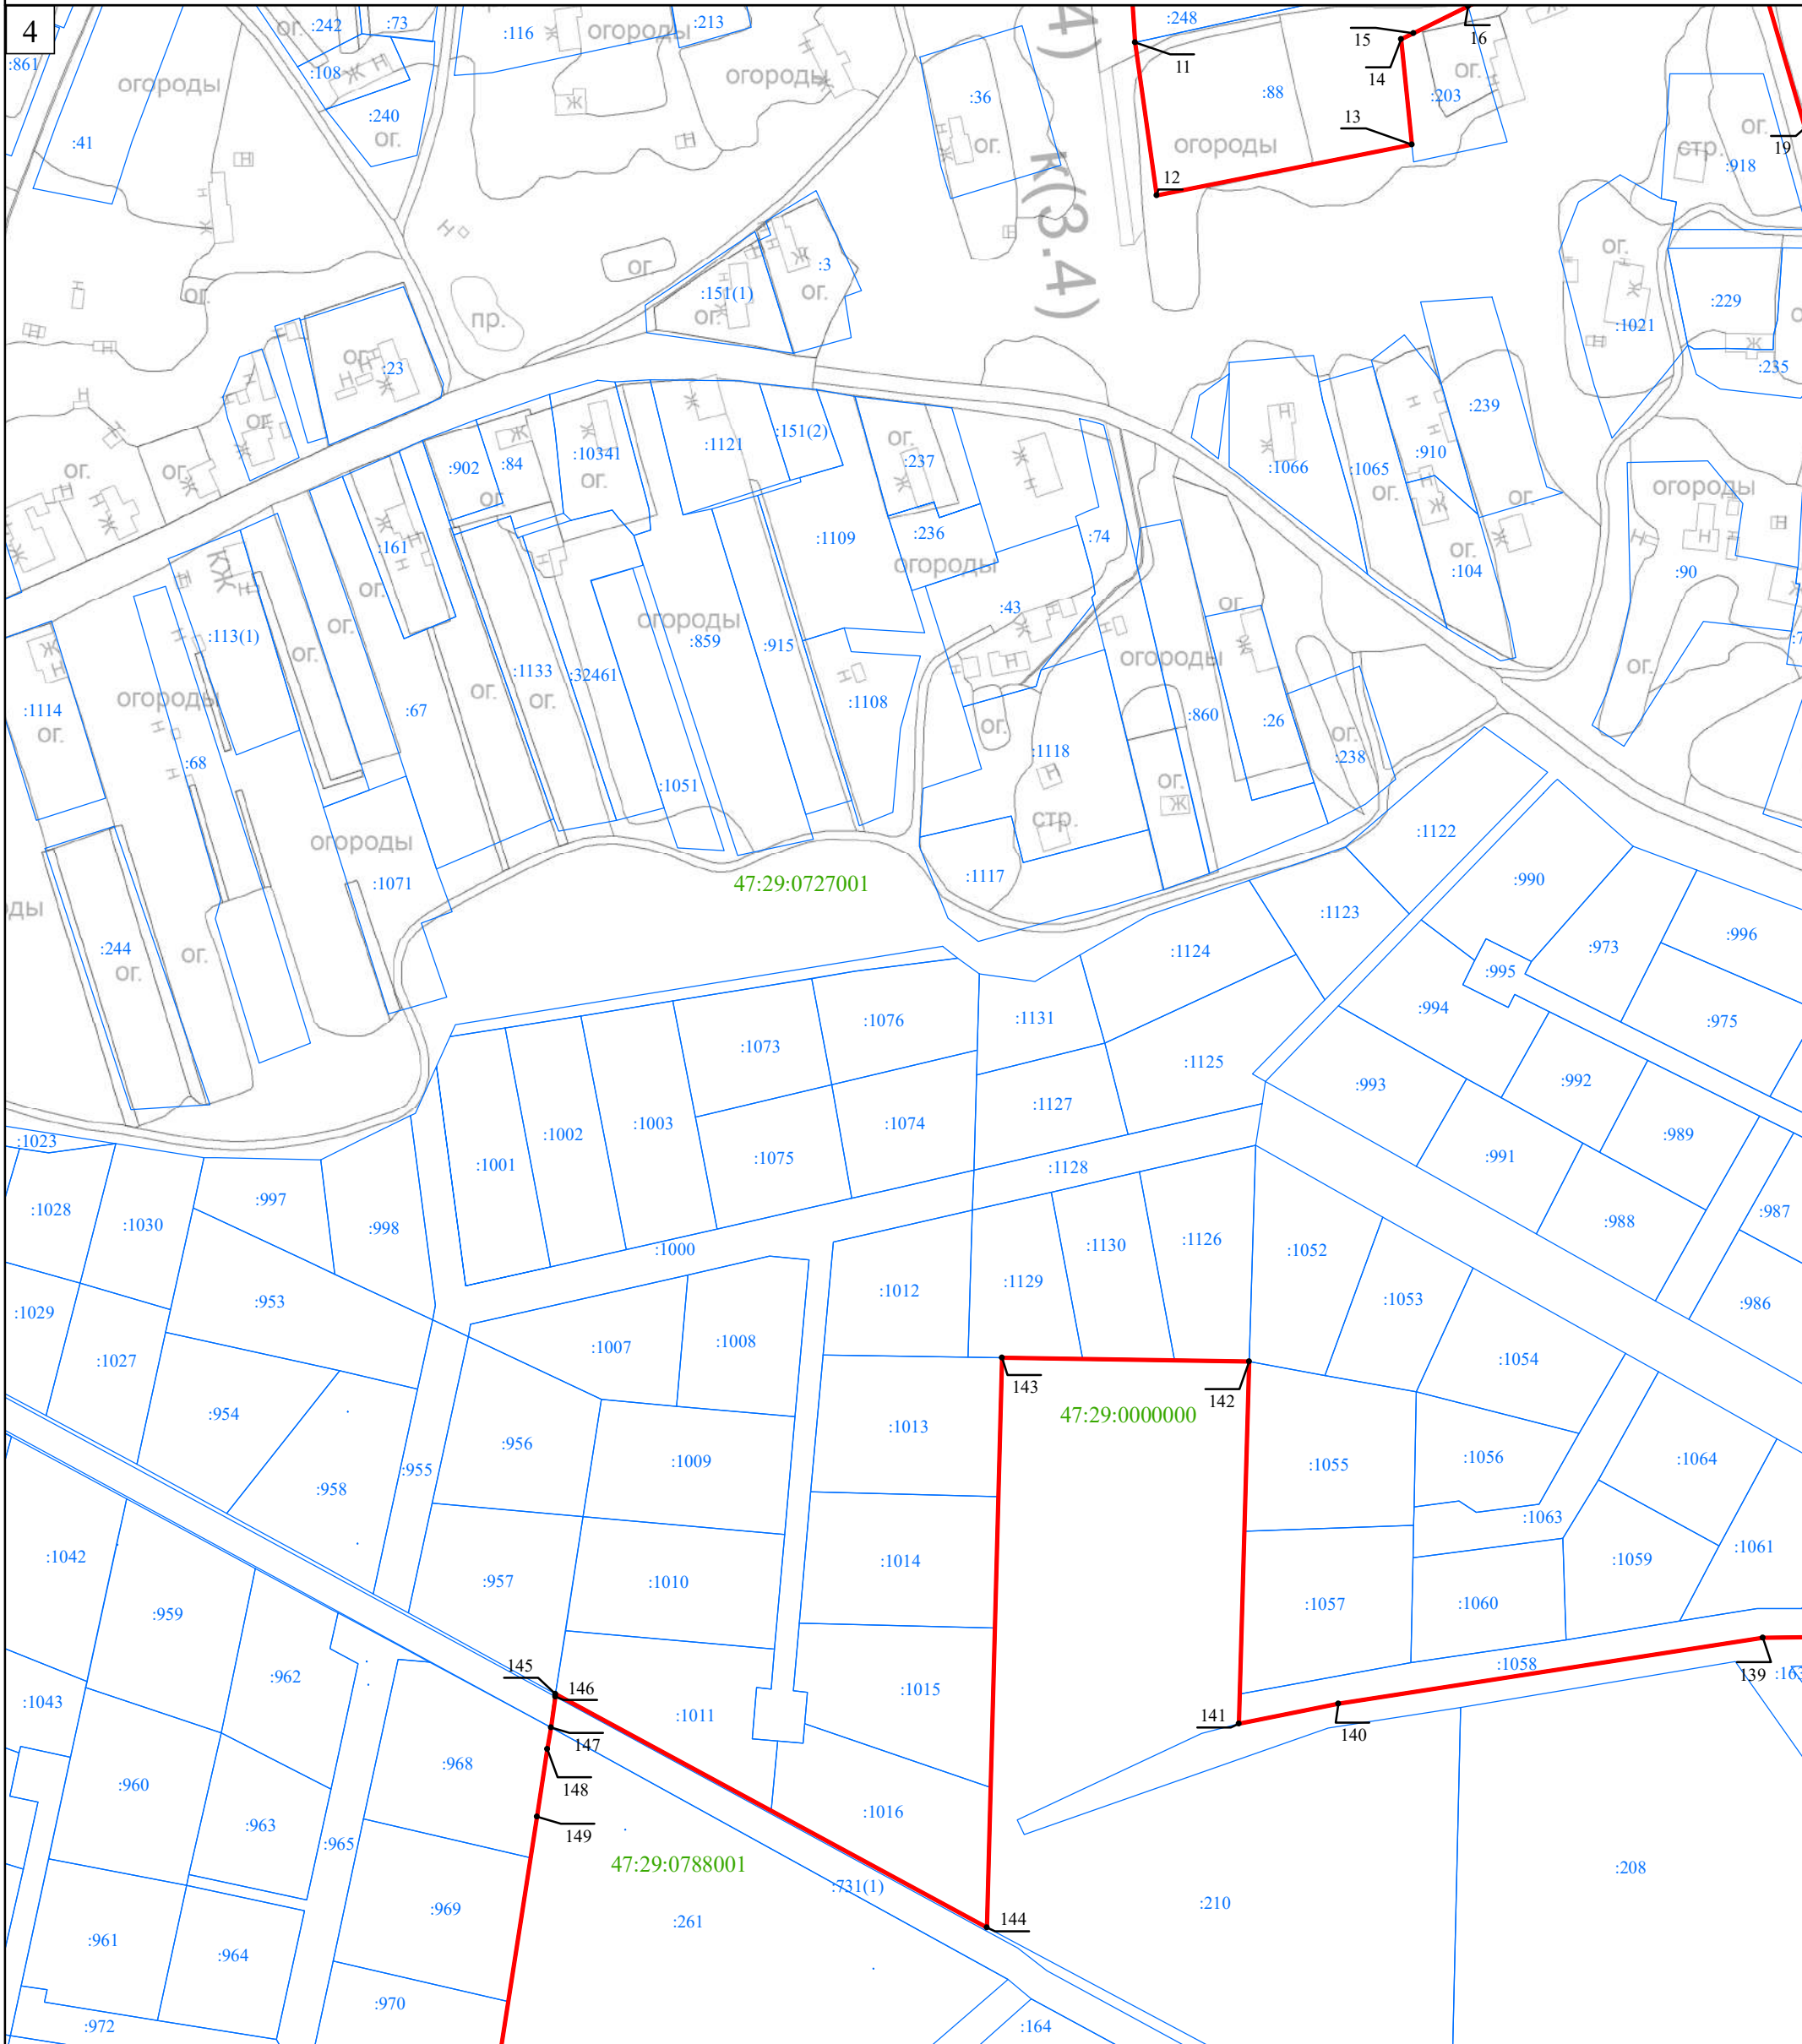 4
:861
ог.
:242
:73
:116
Ж
огороды
:213
Н
:248
15
16
11
14
:108
Ж Н
огороды
огороды
Ж
:240
ог.
:36
:88
ог.
:203
13
:41
Н
Н
Ж
ог.
огороды
ог.
стр.
19
:918
К(3.4)
12
Н
Ж
Н
ог.
:3
ог.
:151(1)
ог.
пр.
ог.
ог.
:1021
:229
Ж
:235
ог.
:23
ог.
:1121
:151(2)
:239
:902
:84
:10341
ог.
ог.
:237
:1066
:1065
:910
ог.
ог.
ог.
ог
ог.
огороды
:161
:1109
:236
:74
огороды
КЖ
ог.
ог.
:104
:90
:43
ог.
:113(1)
ог.
ог.
огороды
:859
:915
огороды
ог.
:1133
:32461
ог.
ог.
:1114
ог.
огороды
:67
:1108
ог.
:860
:26
ог.
:238
:68
:1118
ог.
Ж
:1051
стр.
огороды
:1122
:1071
47:29:0727001
:1117
:990
:1123
ды
:244
ог.
ог.
:1124
:973
:996
:995
:994
:975
:1076
:1131
:1073
:1125
:993
:992
:1127
:1003
:1074
:1002
:989
:1023
:1001
:1075
:1128
:991
:997
:1028
:1030
:998
:988
:987
:1000
:1130
:1126
:1052
:1129
:1012
:953
:1053
:986
:1029
:1007
:1008
:1027
:1054
143
142
:954
47:29:0000000
:1013
:956
:1009
:955
:1055
:1056
:1064
:958
:1063
:1042
:1014
:1059
:1061
:957
:1010
:959
:1057
:1060
145
:962
146
:1058
139
:163
:1043
:1015
:1011
141
140
147
:968
:960
148
:1016
:963
149
:965
47:29:0788001
:208
:731(1)
:210
:969
:261
144
:961
:964
:970
:972
:164